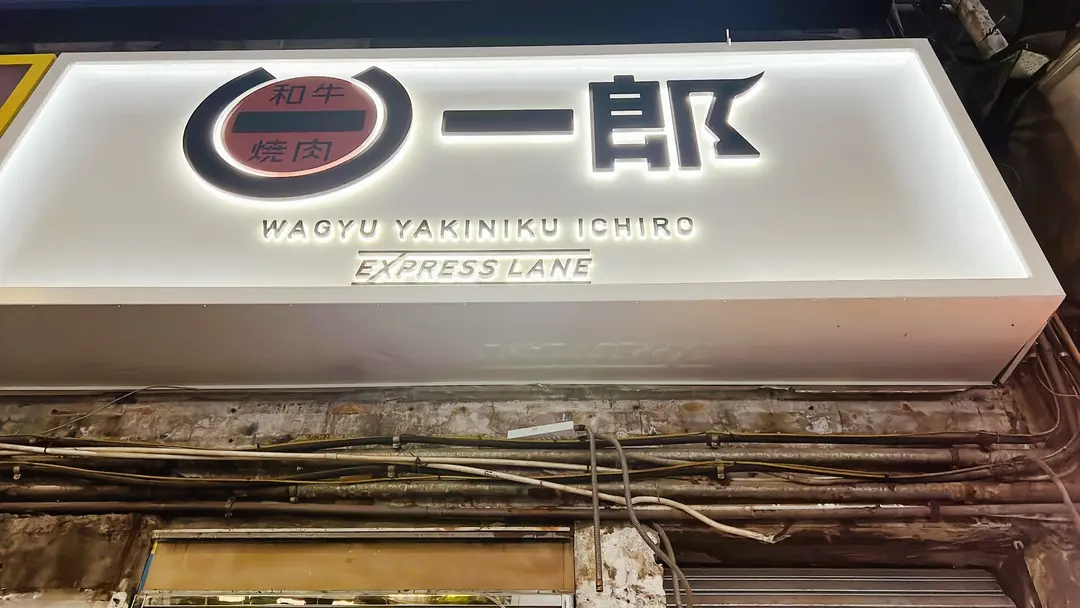 和牛
焼肉
一郎
WAGYU YAKINIKU ICHIRO
EXPRESS LANE